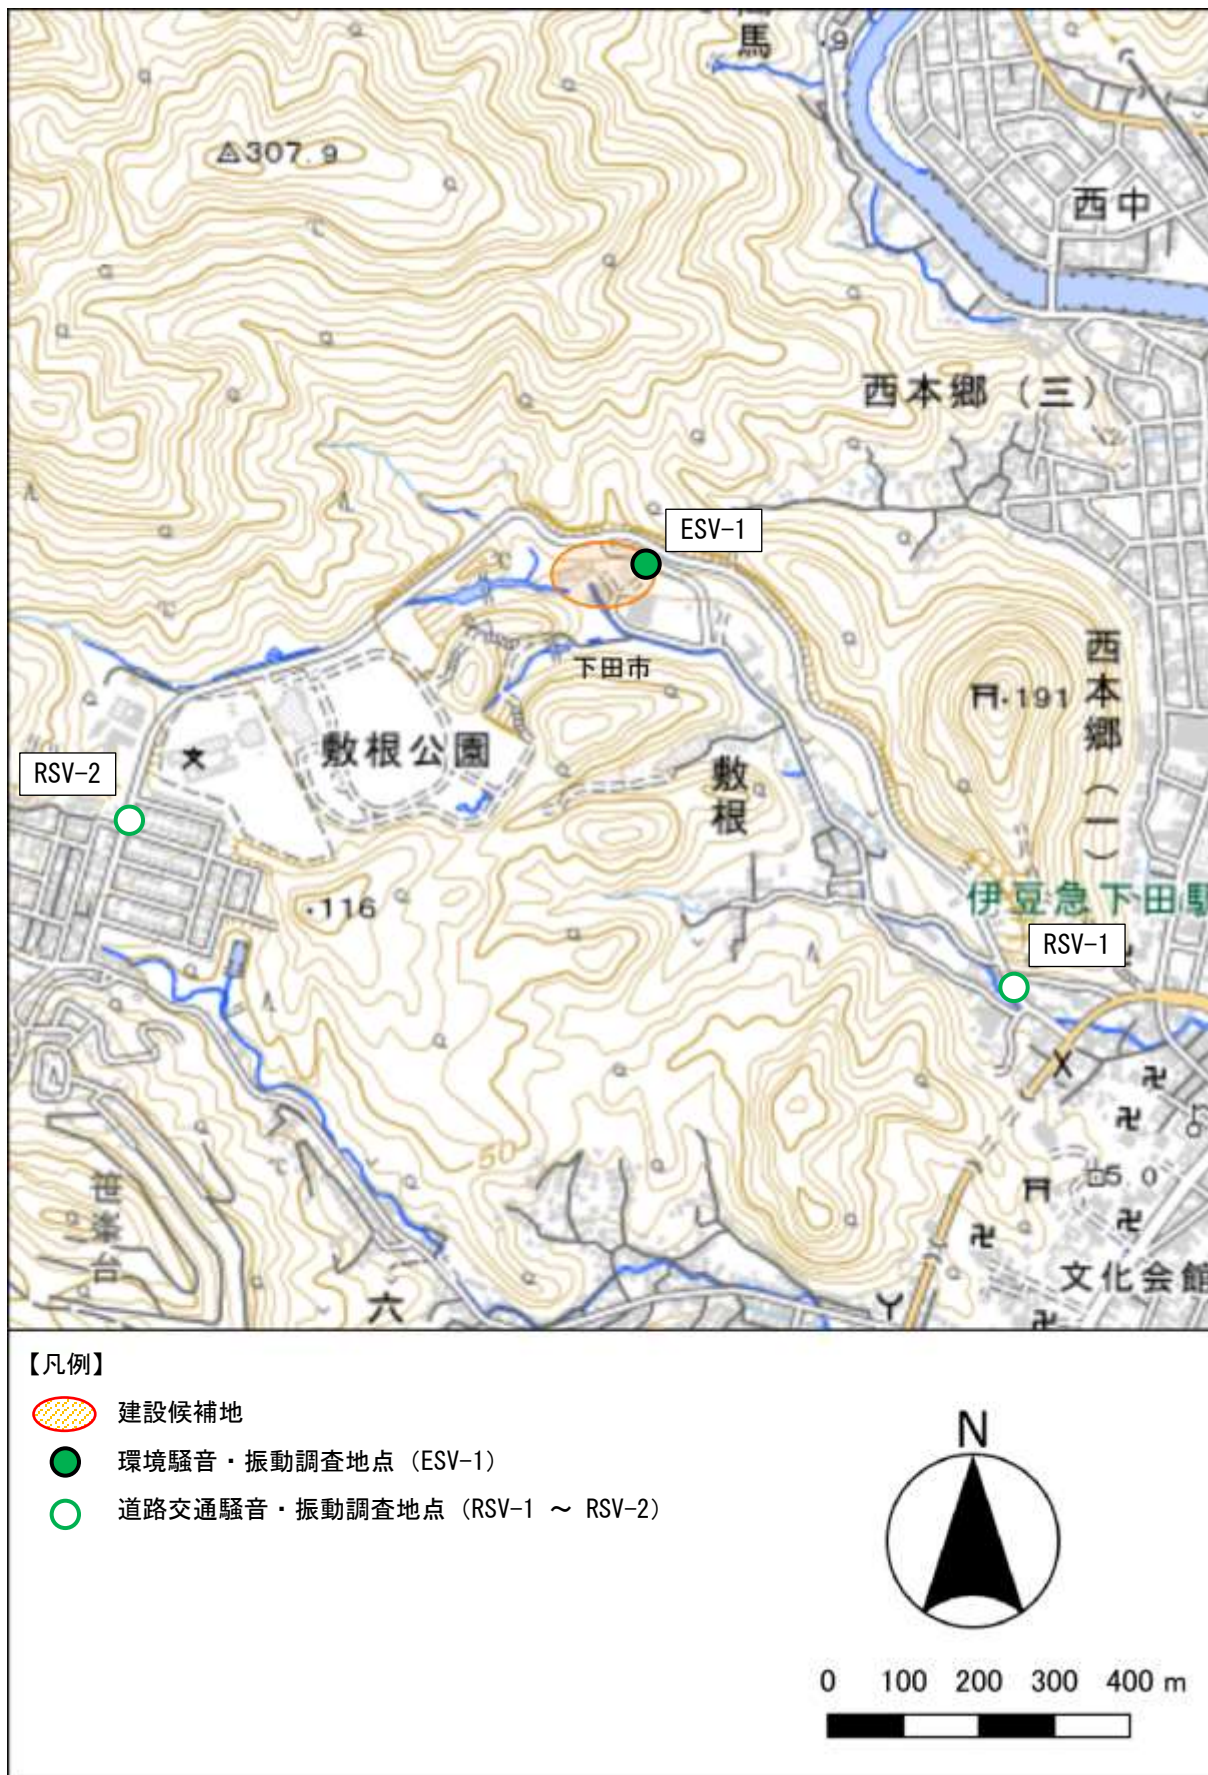 馬
・9
△307.9
西中
西本郷（三）
ESV-1
下田市
西本郷（一）
・191
敷根公園
RSV-2
敷根
伊豆急下田駅
・116
RSV-1
50
5 0
文化会館
六
【凡例】
建設候補地
環境騒音・振動調査地点（ESV-1）
道路交通騒音・振動調査地点（RSV-1 ～ RSV-2）
N
0 100 200 300 400 m